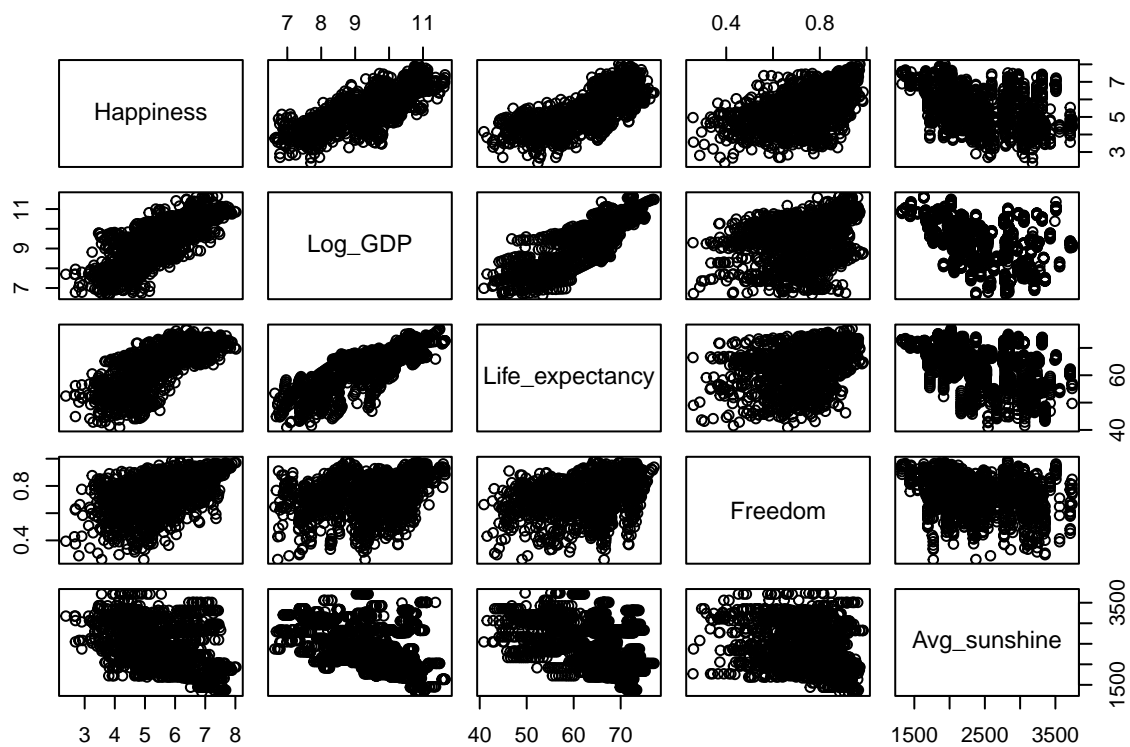 7 8 9 11
0.4 0.8
Happiness
3 5 7
7 9 11
Log_GDP
Life_expectancy
40 60
0.4 0.8
Freedom
Avg_sunshine
1500 3500
3 4 5 6 7 8
40 50 60 70
1500 2500 3500